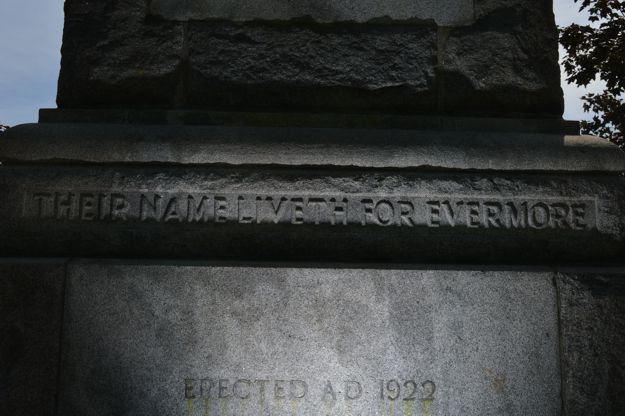 THEIR NAME LIVETH FOR EVERMORE
ERECTED A·D 1922